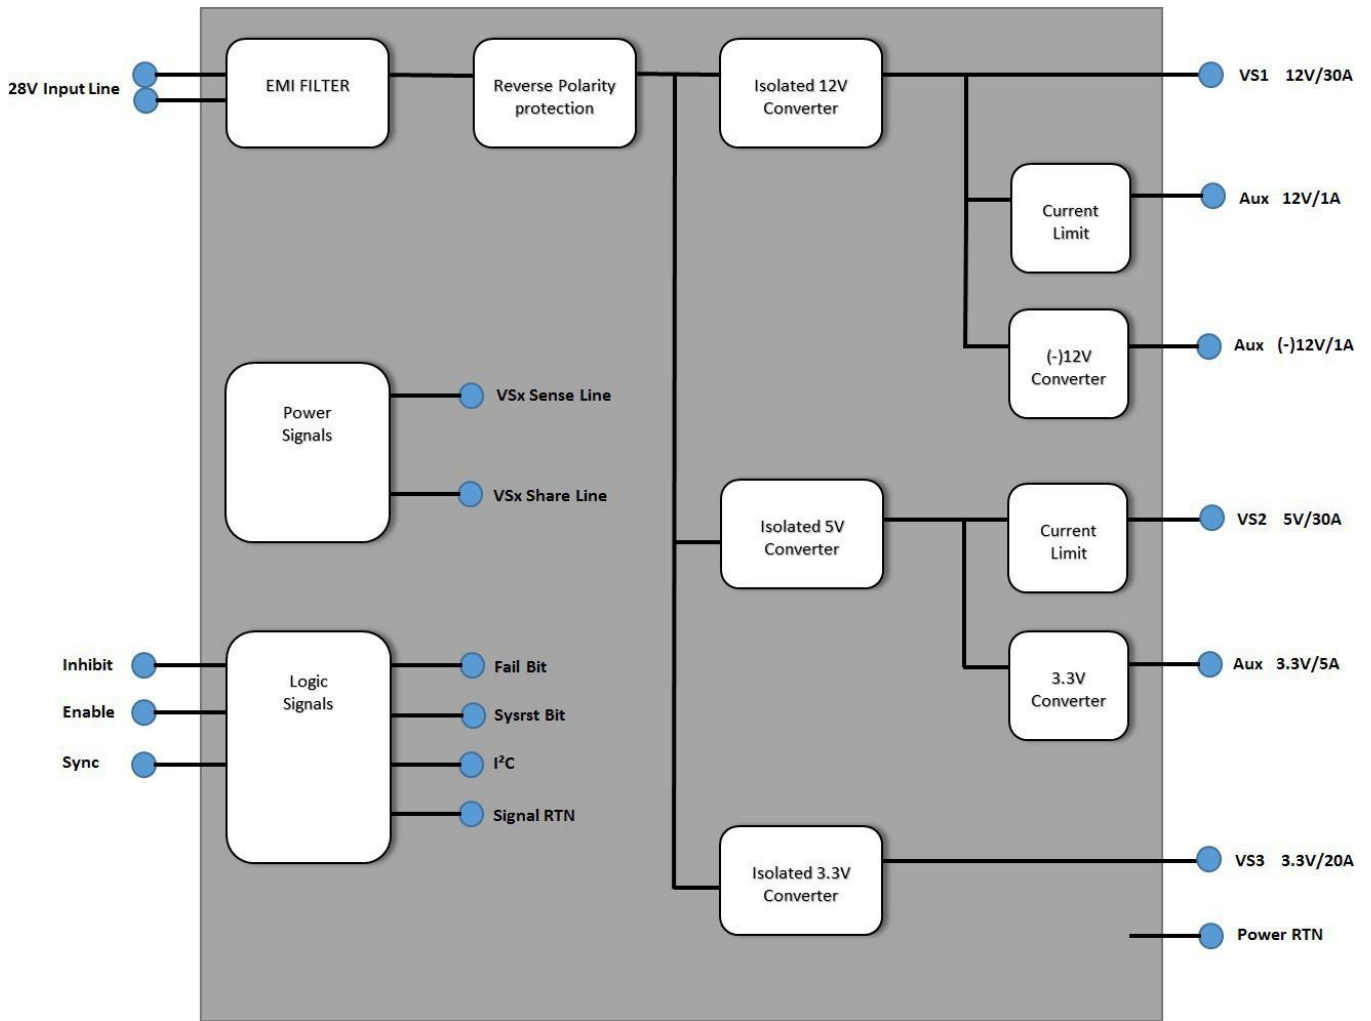 28V Input Line
EMI FILTER
Reverse Polarity
protection
Isolated 12V
Converter
VS1 12V/30A
Current
Limit
Aux 12V/1A
(-)12V
Converter
Aux (-)12V/1A
Power
Signals
VSx Sense Line
VSx Share Line
Isolated 5V
Converter
Current
Limit
VS2 5V/30A
3.3V
Converter
Aux 3.3V/5A
Inhibit
Enable
Sync
Logic
Signals
Fail Bit
Sysrst Bit
I²C
Signal RTN
Isolated 3.3V
Converter
VS3 3.3V/20A
Power RTN